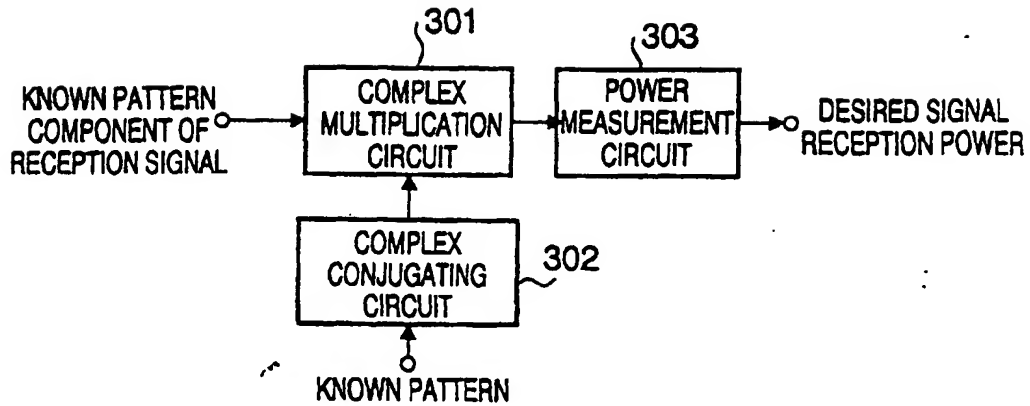 301
303
KNOWN PATTERN
COMPONENT OF
RECEPTION SIGNAL
COMPLEX
MULTIPLICATION
CIRCUIT
POWER
MEASUREMENT
CIRCUIT
DESIRED SIGNAL
RECEPTION POWER
COMPLEX
CONJUGATING
CIRCUIT
302
KNOWN PATTERN